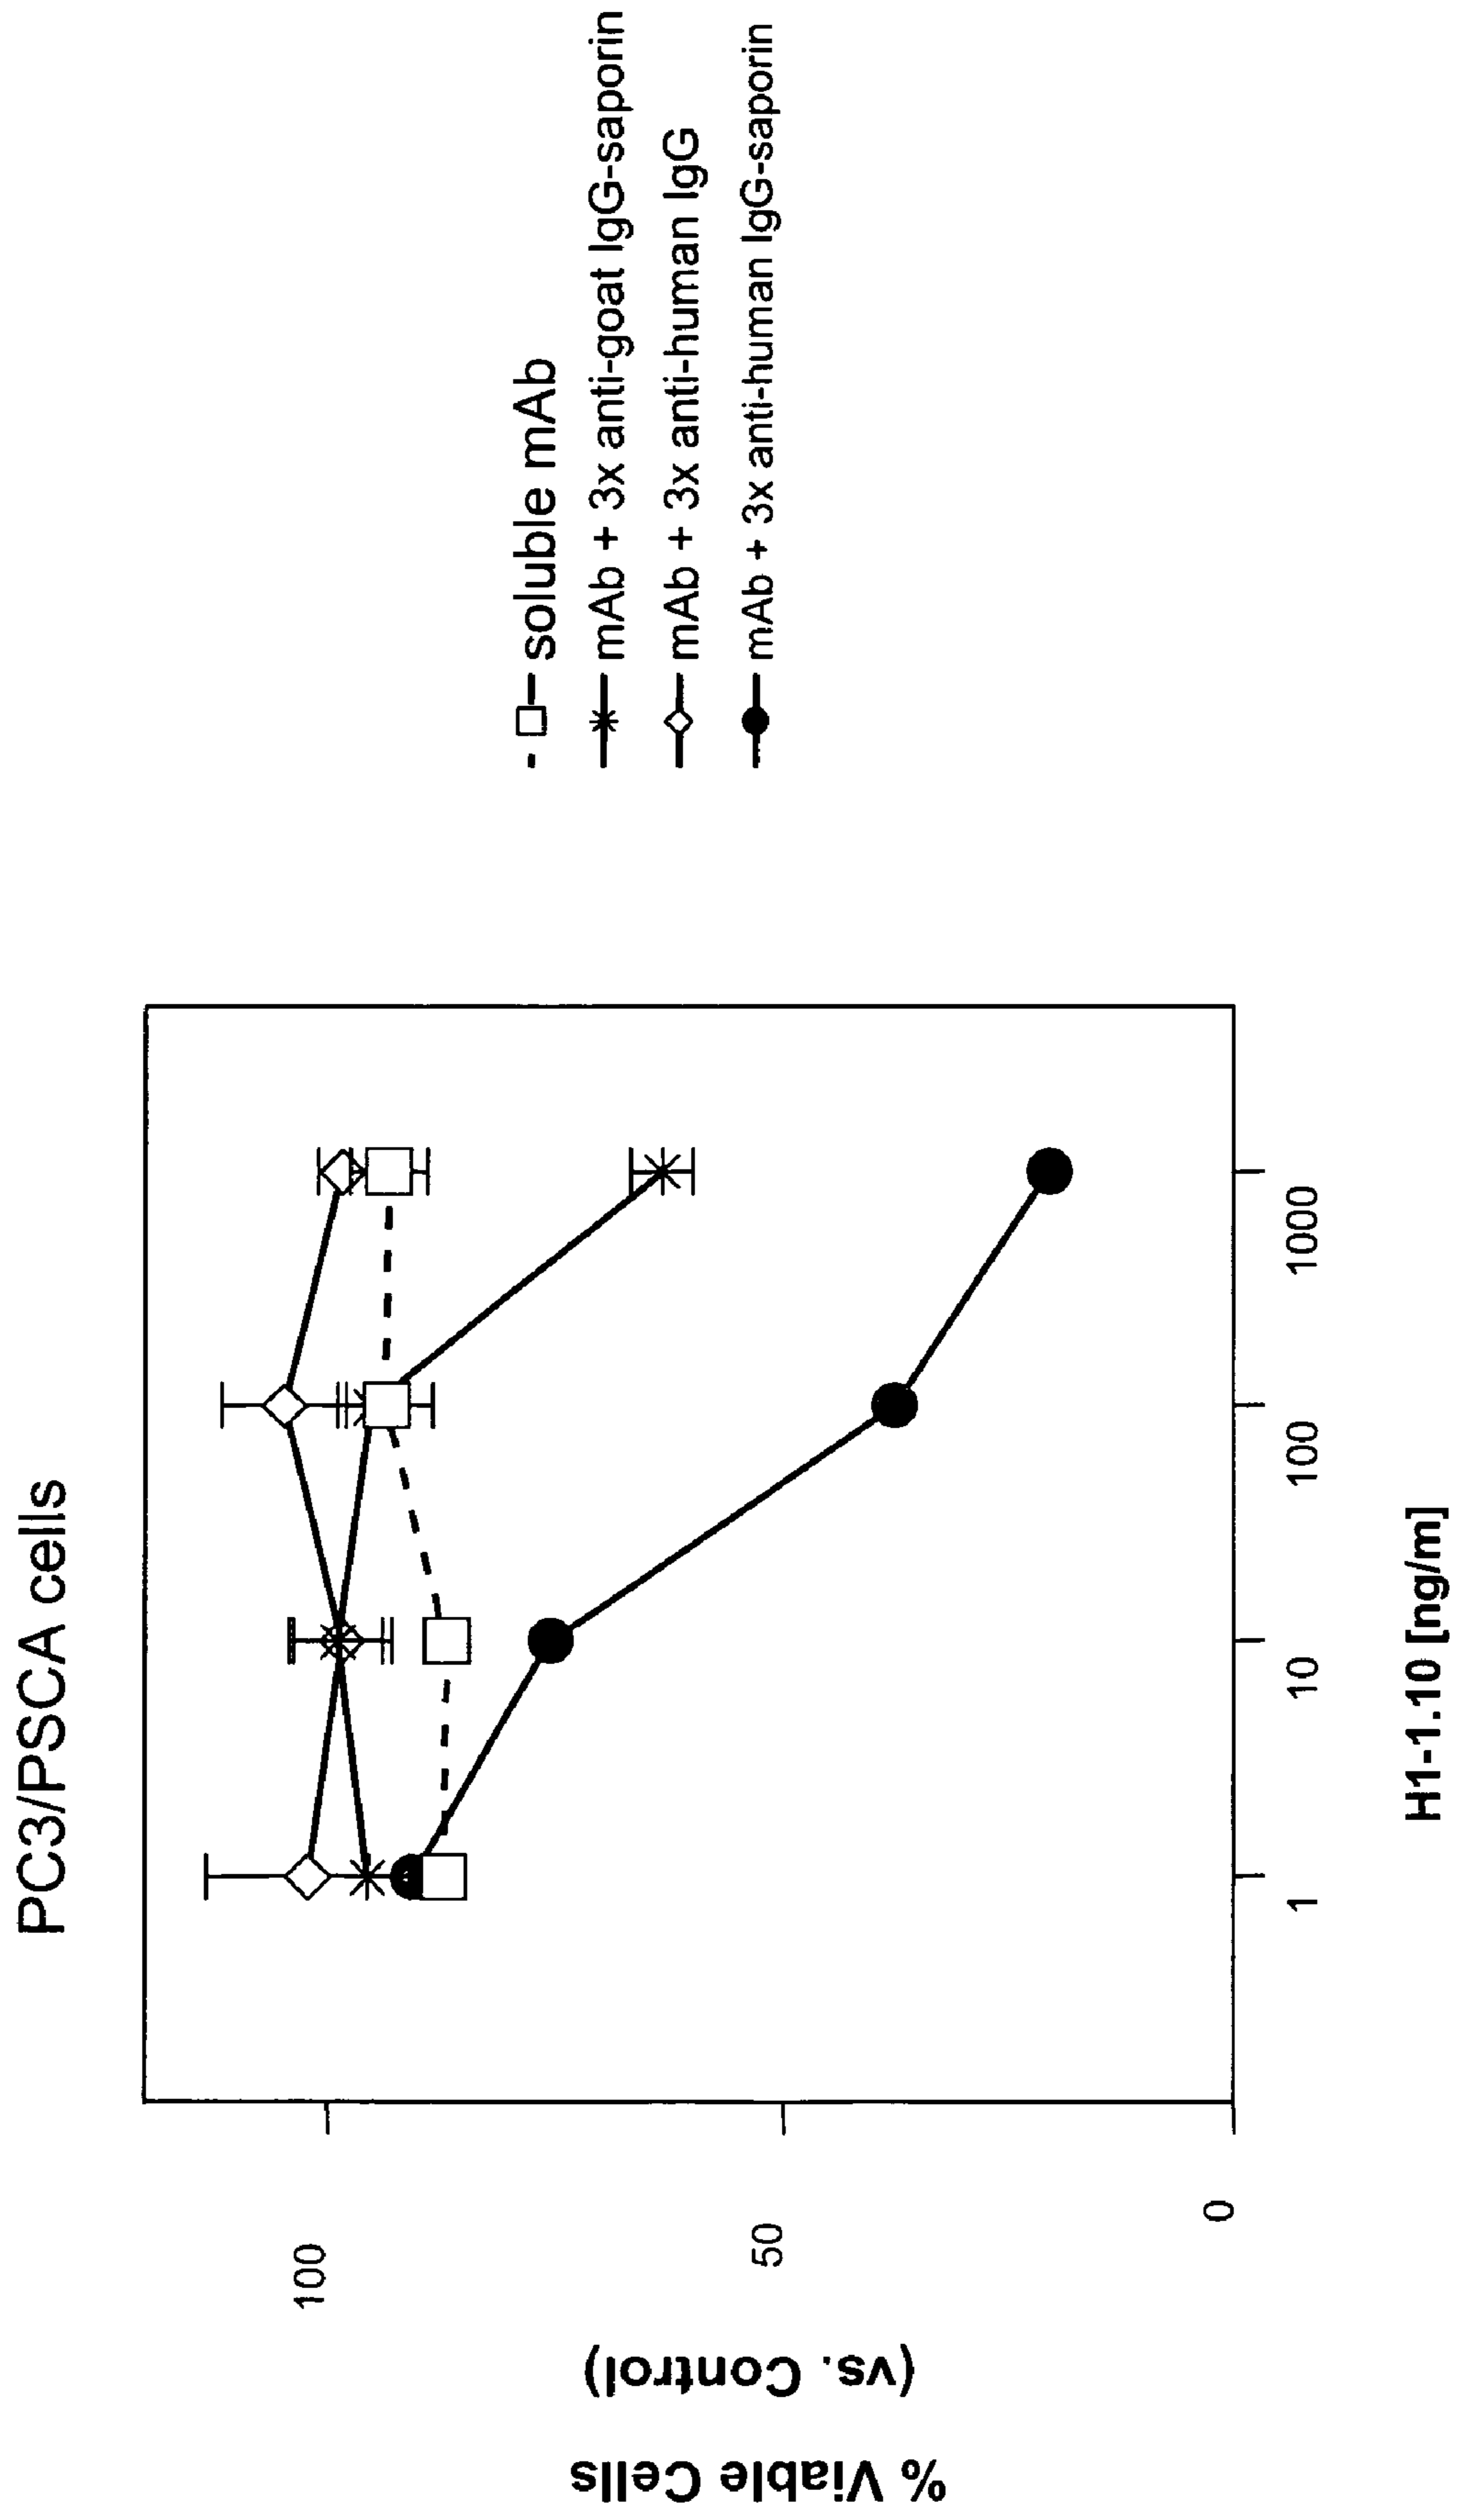 PC3/PSCA cells
% Viable Cells
(vs. Control)
100
50
0
1
10
100
1000
H1-1.10 [ng/m]
soluble mAb
mAb + 3x anti-goat IgG-saporin
mAb + 3x anti-human IgG
mAb + 3x anti-human IgG-saporin